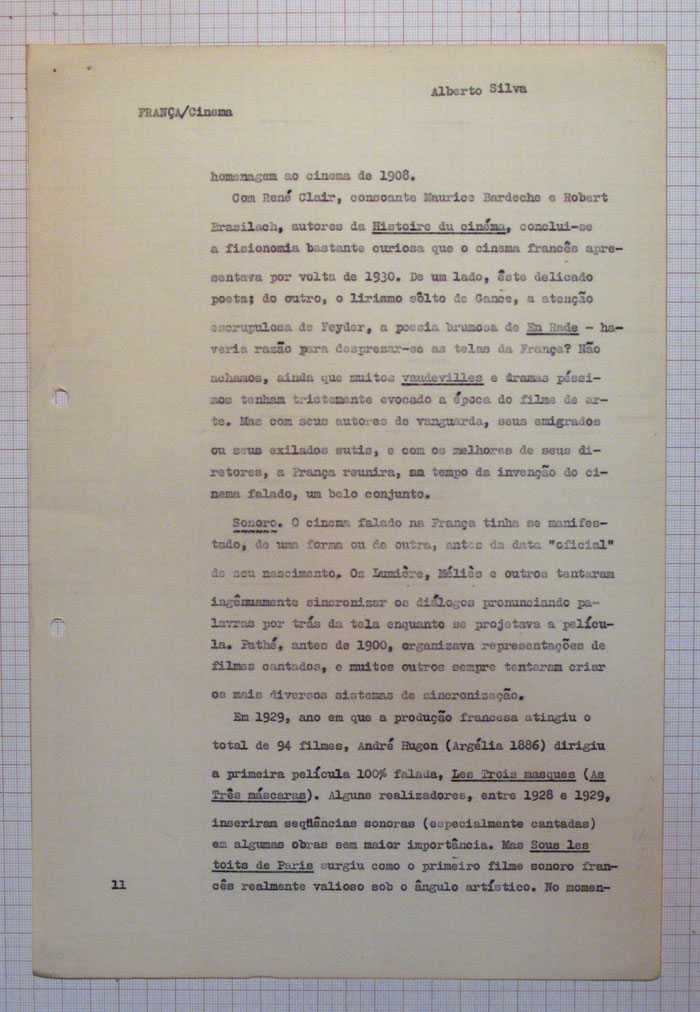 Alberto Silva
FRANÇA/Cinema
homenagem ao cinema de 1908.
Com René Clair, consoante Maurice Bardeche e Robert
Brasilach, autores da Histoire du cinéma, conclui-se
a fisionomia bastante curiosa que o cinema francês apre-
sentava por volta de 1930. De um lado, êste delicado
poeta; do outro, o lirismo sôlto de Gance, a atenção
escrupulosa de Feyder, a poesia brumosa de En Rade - ha-
veria razão para desprezar-se as telas da França? Não
achamos, ainda que muitos vaudevilles e dramas péssi-
mos tenham tristemente evocado a época do filme de ar-
te. Mas com seus autores de vanguarda, seus emigrados
ou seus exilados sutis, e com os melhores de seus di-
retores, a França reunira, no tempo da invenção do ci-
nema falado, um belo conjunto.
Sonoro. O cinema falado na França tinha se manifes-
tado, de uma forma ou de outra, antes da data "oficial"
de seu nascimento. Os Lumière, Méliès e outros tentaram
ingênuamente sincronizar os diálogos pronunciando pa-
lavras por trás da tela enquanto se projetava a pelícu-
la. Pathé, antes de 1900, organizava representações de
filmes cantados, e muitos outros sempre tentaram criar
os mais diversos sistemas de sincronização.
Em 1929, ano em que a produção francesa atingiu o
total de 94 filmes, André Hugon (Argélia 1886) dirigiu
a primeira película 100% falada, Les Trois masques (As
Três máscaras). Alguns realizadores, entre 1928 e 1929,
inseriram seqüências sonoras (especialmente cantadas)
em algumas obras sem maior importância. Mas Sous les
toits de Paris surgiu como o primeiro filme sonoro fran-
cês realmente valioso sob o ângulo artístico. No momen-
11